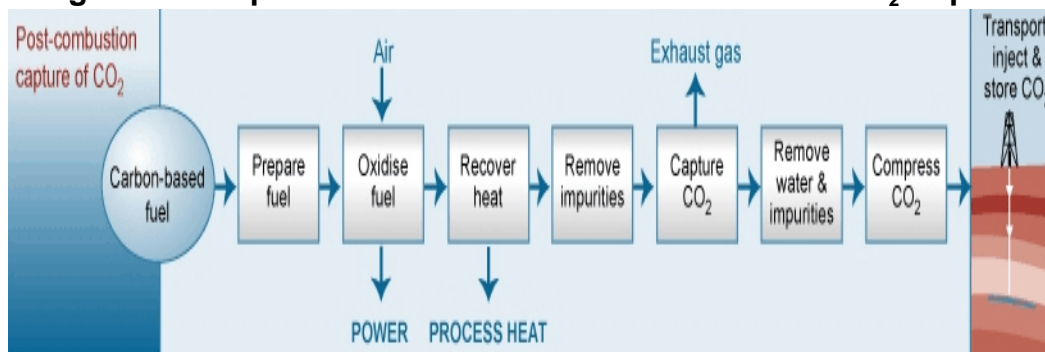 Post-combustion
capture of CO₂
Air
Exhaust gas
Transport
inject &
store CO₂
Carbon-based
fuel
Prepare
fuel
Oxidise
fuel
Recover
heat
Remove
impurities
Capture
CO₂
Remove
water &
impurities
Compress
CO₂
POWER
PROCESS HEAT